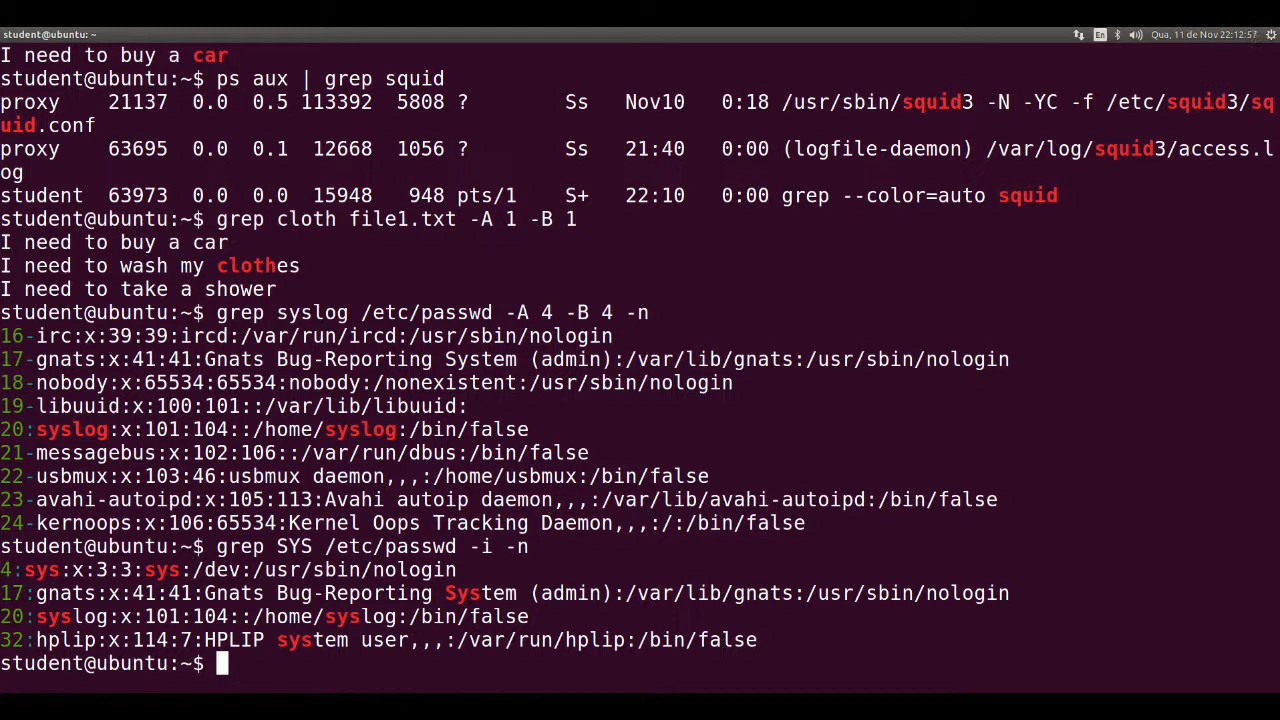 student@ubuntu: ~
En
Qua, 11 de Nov 22:12:57
I need to buy a car
student@ubuntu:~$ ps aux | grep squid
proxy    21137  0.0  0.5 113392  5808 ?        Ss   Nov10   0:18 /usr/sbin/squid3 -N -YC -f /etc/squid3/sq
uid.conf
proxy    63695  0.0  0.1  12668  1056 ?        Ss   21:40   0:00 (logfile-daemon) /var/log/squid3/access.l
og
student  63973  0.0  0.0  15948   948 pts/1    S+   22:10   0:00 grep --color=auto squid
student@ubuntu:~$ grep cloth file1.txt -A 1 -B 1
I need to buy a car
I need to wash my clothes
I need to take a shower
student@ubuntu:~$ grep syslog /etc/passwd -A 4 -B 4 -n
16-irc:x:39:39:ircd:/var/run/ircd:/usr/sbin/nologin
17-gnats:x:41:41:Gnats Bug-Reporting System (admin):/var/lib/gnats:/usr/sbin/nologin
18-nobody:x:65534:65534:nobody:/nonexistent:/usr/sbin/nologin
19-libuuid:x:100:101::/var/lib/libuuid:
20:syslog:x:101:104::/home/syslog:/bin/false
21-messagebus:x:102:106::/var/run/dbus:/bin/false
22-usbmux:x:103:46:usbmux daemon,,,:/home/usbmux:/bin/false
23-avahi-autoipd:x:105:113:Avahi autoip daemon,,,:/var/lib/avahi-autoipd:/bin/false
24-kernoops:x:106:65534:Kernel Oops Tracking Daemon,,,:/:/bin/false
student@ubuntu:~$ grep SYS /etc/passwd -i -n
4:sys:x:3:3:sys:/dev:/usr/sbin/nologin
17:gnats:x:41:41:Gnats Bug-Reporting System (admin):/var/lib/gnats:/usr/sbin/nologin
20:syslog:x:101:104::/home/syslog:/bin/false
32:hplip:x:114:7:HPLIP system user,,,:/var/run/hplip:/bin/false
student@ubuntu:~$